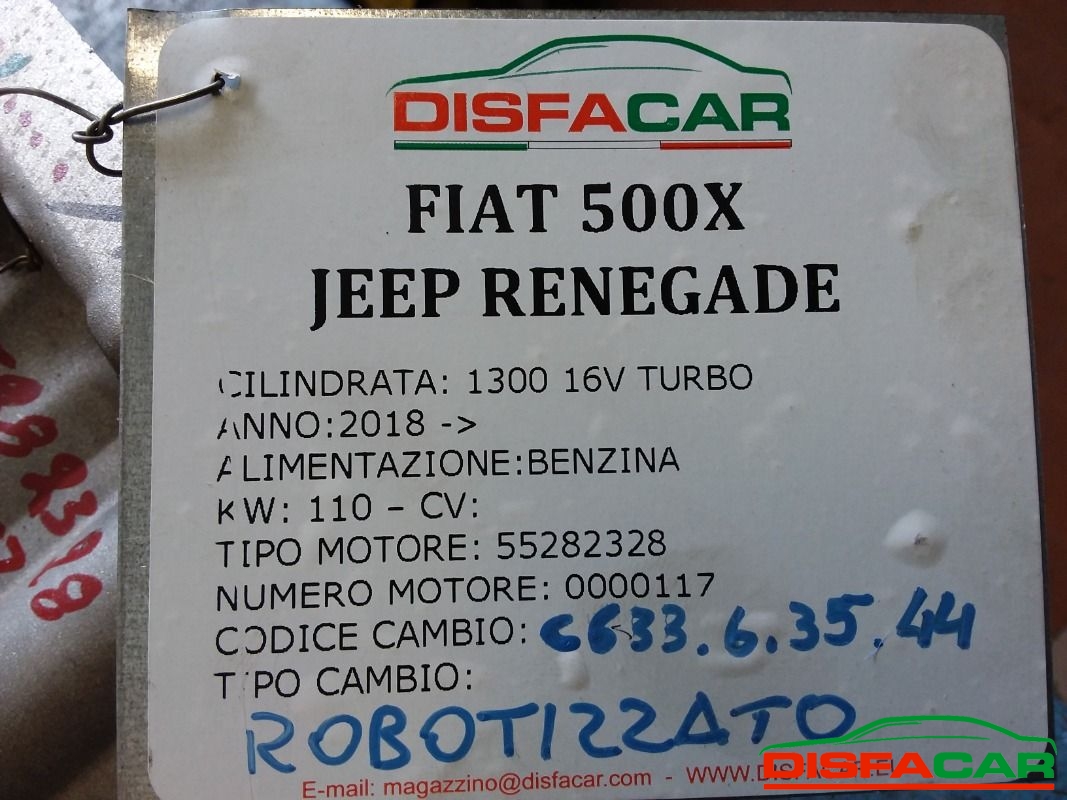 DISFACAR
FIAT 500X
JEEP RENEGADE
CILINDRATA: 1300 16V TURBO
ANNO:2018 ->
ALIMENTAZIONE:BENZINA
KW: 110 – CV:
TIPO MOTORE: 55282328
NUMERO MOTORE: 0000117
CODICE CAMBIO: C633.6.35.44
TIPO CAMBIO:
ROBOTIZZATO
E-mail: magazzino@disfacar.com - www.DISF
DISFACAR